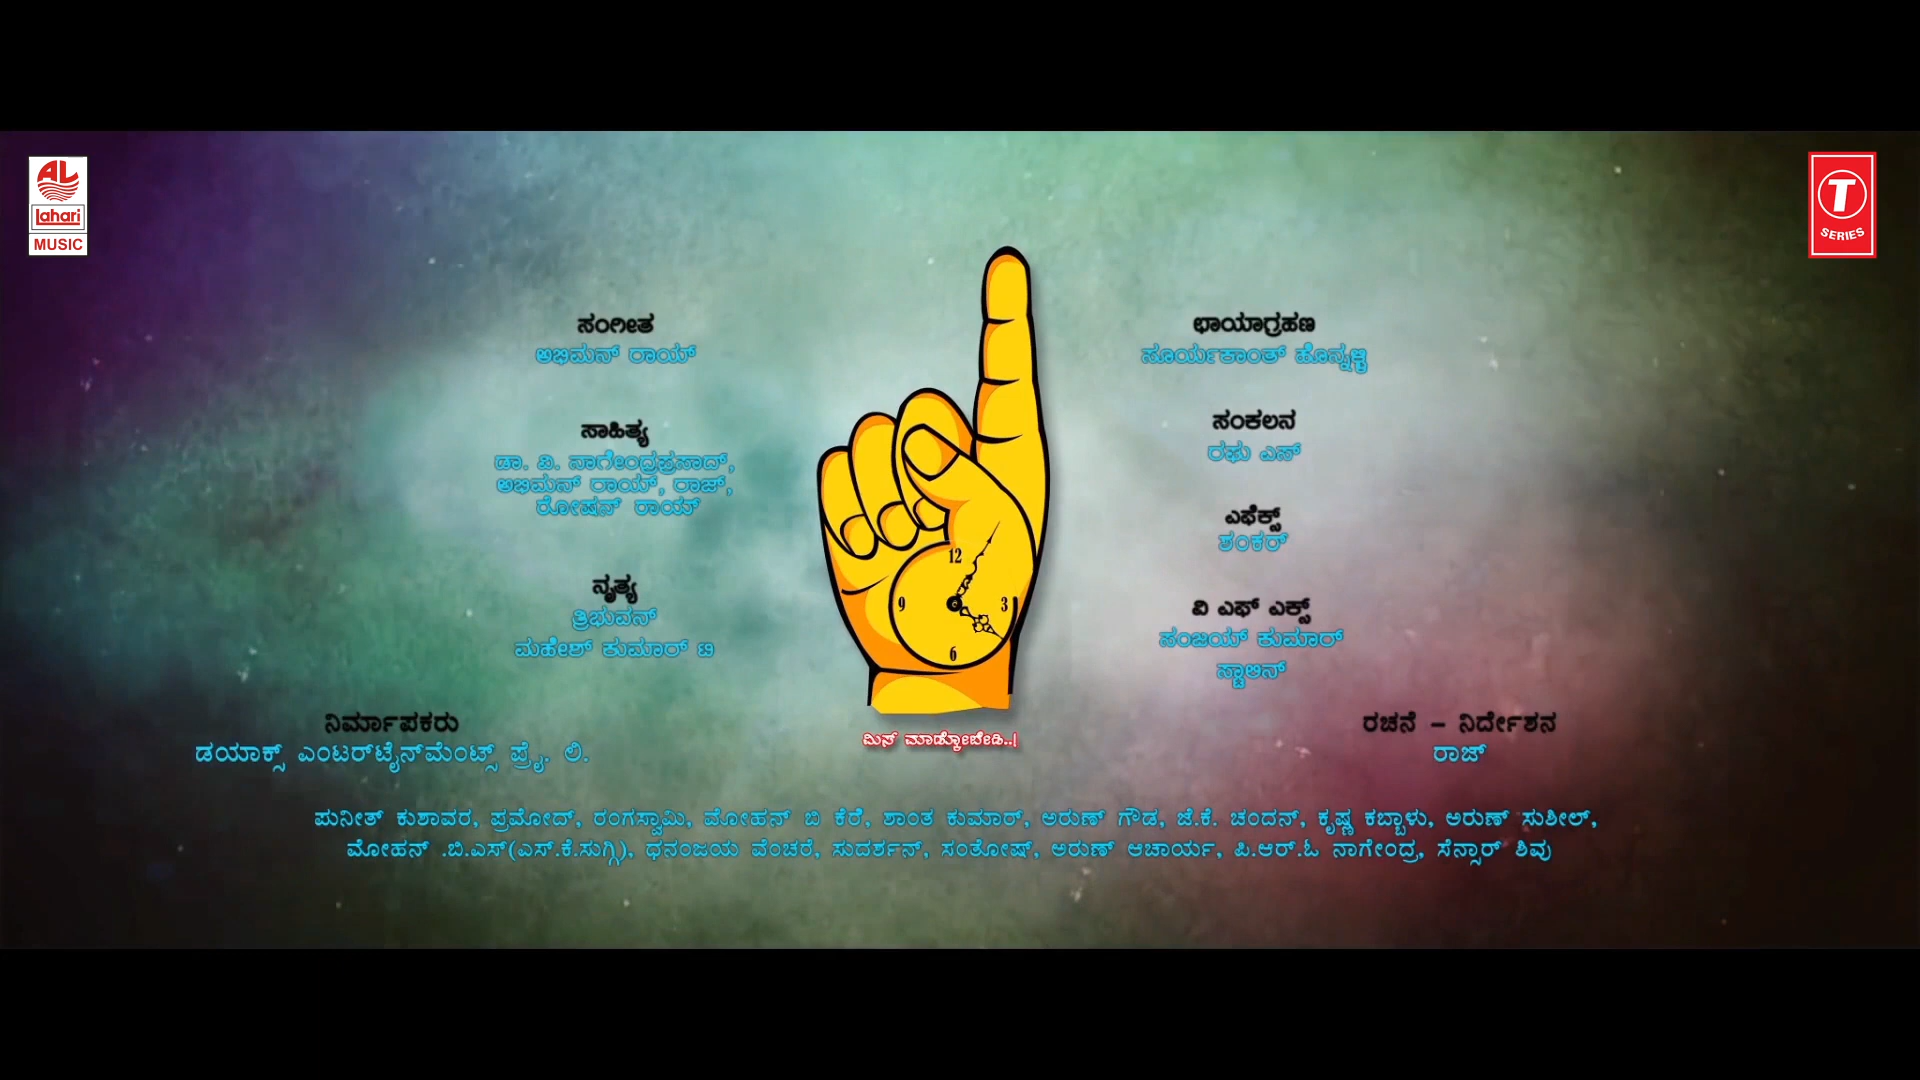 AL
Lahari
MUSIC
T
SERIES
ಸಂಗೀತ
ಅಭಿಮನ್ ರಾಯ್
ಸಾಹಿತ್ಯ
ಡಾ. ವಿ. ನಾಗೇಂದ್ರಪ್ರಸಾದ್,
ಅಭಿಮನ್ ರಾಯ್, ರಾಜ್,
ರೋಷನ್ ರಾಯ್
ನೃತ್ಯ
ತ್ರಿಭುವನ್
ಮಹೇಶ್ ಕುಮಾರ್ ಟಿ
ನಿರ್ಮಾಪಕರು
ಡಯಾಕ್ಸ್ ಎಂಟರ್‌ಟೈನ್‌ಮೆಂಟ್ಸ್ ಪ್ರೈ. ಲಿ.
12
9
3
6
ಮಿಸ್ ಮಾಡ್ಕೋಬೇಡಿ..!
ಛಾಯಾಗ್ರಹಣ
ಸೂರ್ಯಕಾಂತ್ ಹೊನ್ನಳ್ಳಿ
ಸಂಕಲನ
ರಘು ಎಸ್
ಎಫೆಕ್ಸ್
ಶಂಕರ್
ವಿ ಎಫ್ ಎಕ್ಸ್
ಸಂಜಯ್ ಕುಮಾರ್
ಸ್ಟಾಲಿನ್
ರಚನೆ – ನಿರ್ದೇಶನ
ರಾಜ್
ಪುನೀತ್ ಕುಶಾವರ, ಪ್ರಮೋದ್, ರಂಗಸ್ವಾಮಿ, ಮೋಹನ್ ಬಿ ಕೆರೆ, ಶಾಂತ ಕುಮಾರ್, ಅರುಣ್ ಗೌಡ, ಜೆ.ಕೆ. ಚಂದನ್, ಕೃಷ್ಣ ಕಬ್ಬಾಳು, ಅರುಣ್ ಸುಶೀಲ್,
ಮೋಹನ್ .ಬಿ.ಎಸ್(ಎಸ್.ಕೆ.ಸುಗ್ಗಿ), ಧನಂಜಯ ವೆಂಚರೆ, ಸುದರ್ಶನ್, ಸಂತೋಷ್, ಅರುಣ್ ಆಚಾರ್ಯ, ಪಿ.ಆರ್.ಓ ನಾಗೇಂದ್ರ, ಸೆನ್ಸಾರ್ ಶಿವು